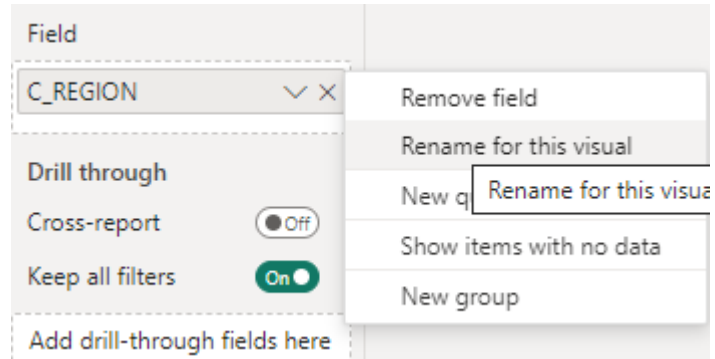 Field
C_REGION
Remove field
Rename for this visual
Rename for this
New
Drill through
Cross-report
Off
Show items with no data
Keep all filters
On
New group
Add drill-through fields here